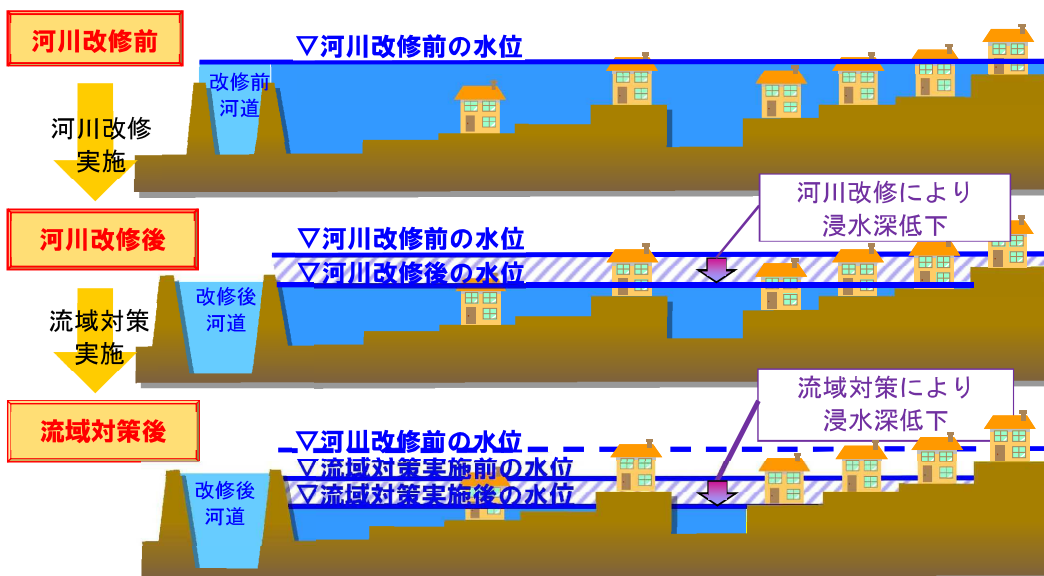 河川改修前
▽河川改修前の水位
改修前
河道
河川改修
実施
河川改修により
浸水深低下
河川改修後
▽河川改修前の水位
▽河川改修後の水位
改修後
河道
流域対策
実施
流域対策により
浸水深低下
流域対策後
▽河川改修前の水位
▽流域対策実施前の水位
▽流域対策実施後の水位
改修後
河道